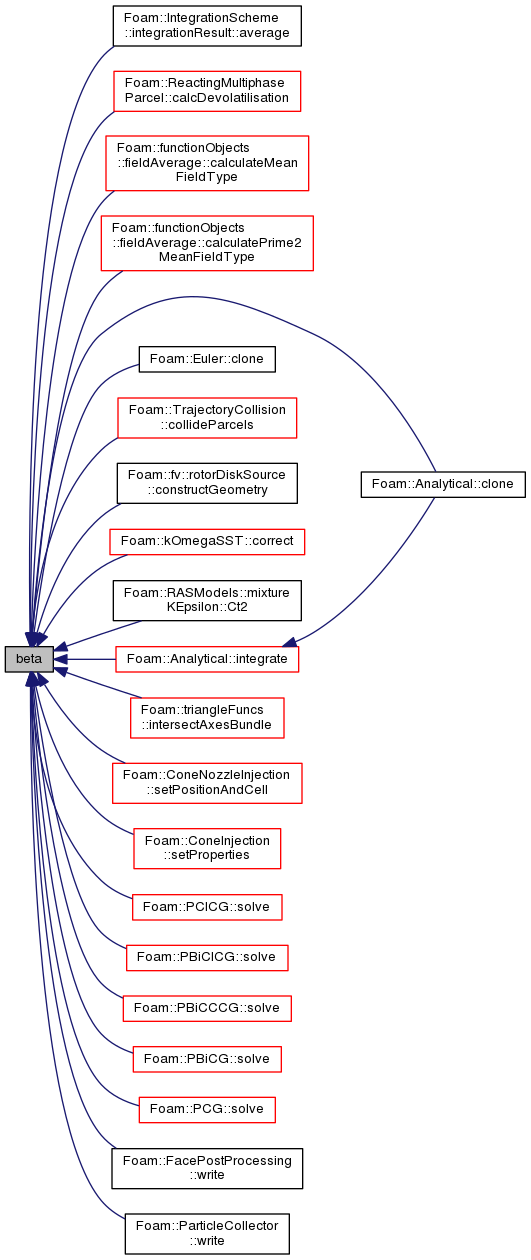 Foam::IntegrationScheme
::integrationResult::average
Foam::ReactingMultiphase
Parcel::calcDevolatilisation
Foam::functionObjects
::fieldAverage::calculateMean
FieldType
Foam::functionObjects
::fieldAverage::calculatePrime2
MeanFieldType
Foam::Euler::clone
Foam::TrajectoryCollision
::collideParcels
Foam::fv::rotorDiskSource
::constructGeometry
Foam::Analytical::clone
Foam::kOmegaSST::correct
Foam::RASModels::mixture
KEpsilon::Ct2
beta
Foam::Analytical::integrate
Foam::triangleFuncs
::intersectAxesBundle
Foam::ConeNozzleInjection
::setPositionAndCell
Foam::ConeInjection
::setProperties
Foam::PCICG::solve
Foam::PBiCICG::solve
Foam::PBiCCCG::solve
Foam::PBiCG::solve
Foam::PCG::solve
Foam::FacePostProcessing
::write
Foam::ParticleCollector
::write